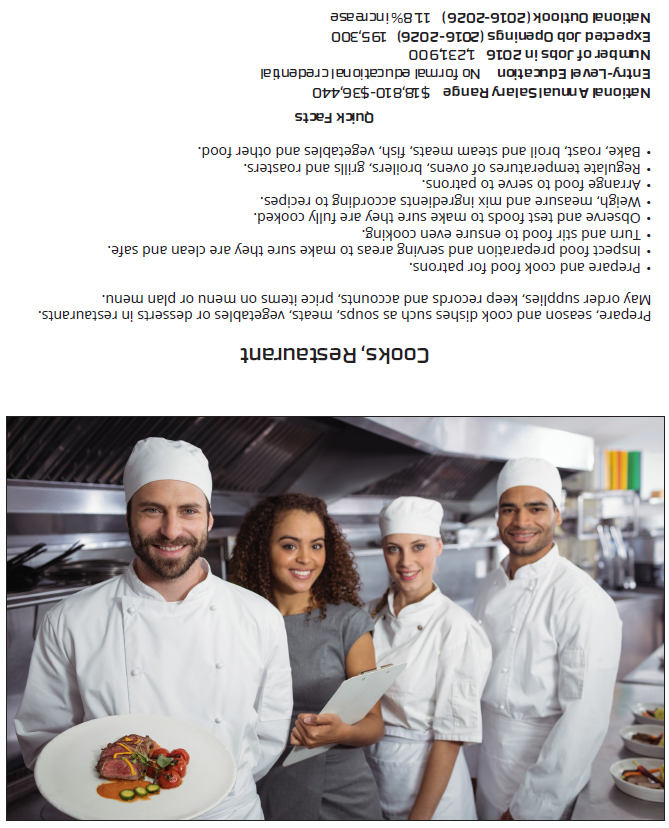 Cooks, Restaurant
Prepare, season and cook dishes such as soups, meats, vegetables or desserts in restaurants.
May order supplies, keep records and accounts, price items on menu or plan menu.
• Prepare and cook food for patrons.
• Inspect food preparation and serving areas to make sure they are clean and safe.
• Turn and stir food to ensure even cooking.
• Observe and test foods to make sure they are fully cooked.
• Weigh, measure and mix ingredients according to recipes.
• Arrange food to serve to patrons.
• Regulate temperatures of ovens, broilers, grills and roasters.
• Bake, roast, broil and steam meats, fish, vegetables and other food.
Quick Facts
National Annual Salary Range $18,810-$36,440
Entry-Level Education No formal educational credential
Number of Jobs in 2016 1,231,900
Expected Job Openings (2016-2026) 195,300
National Outlook (2016-2026) 11.8% increase